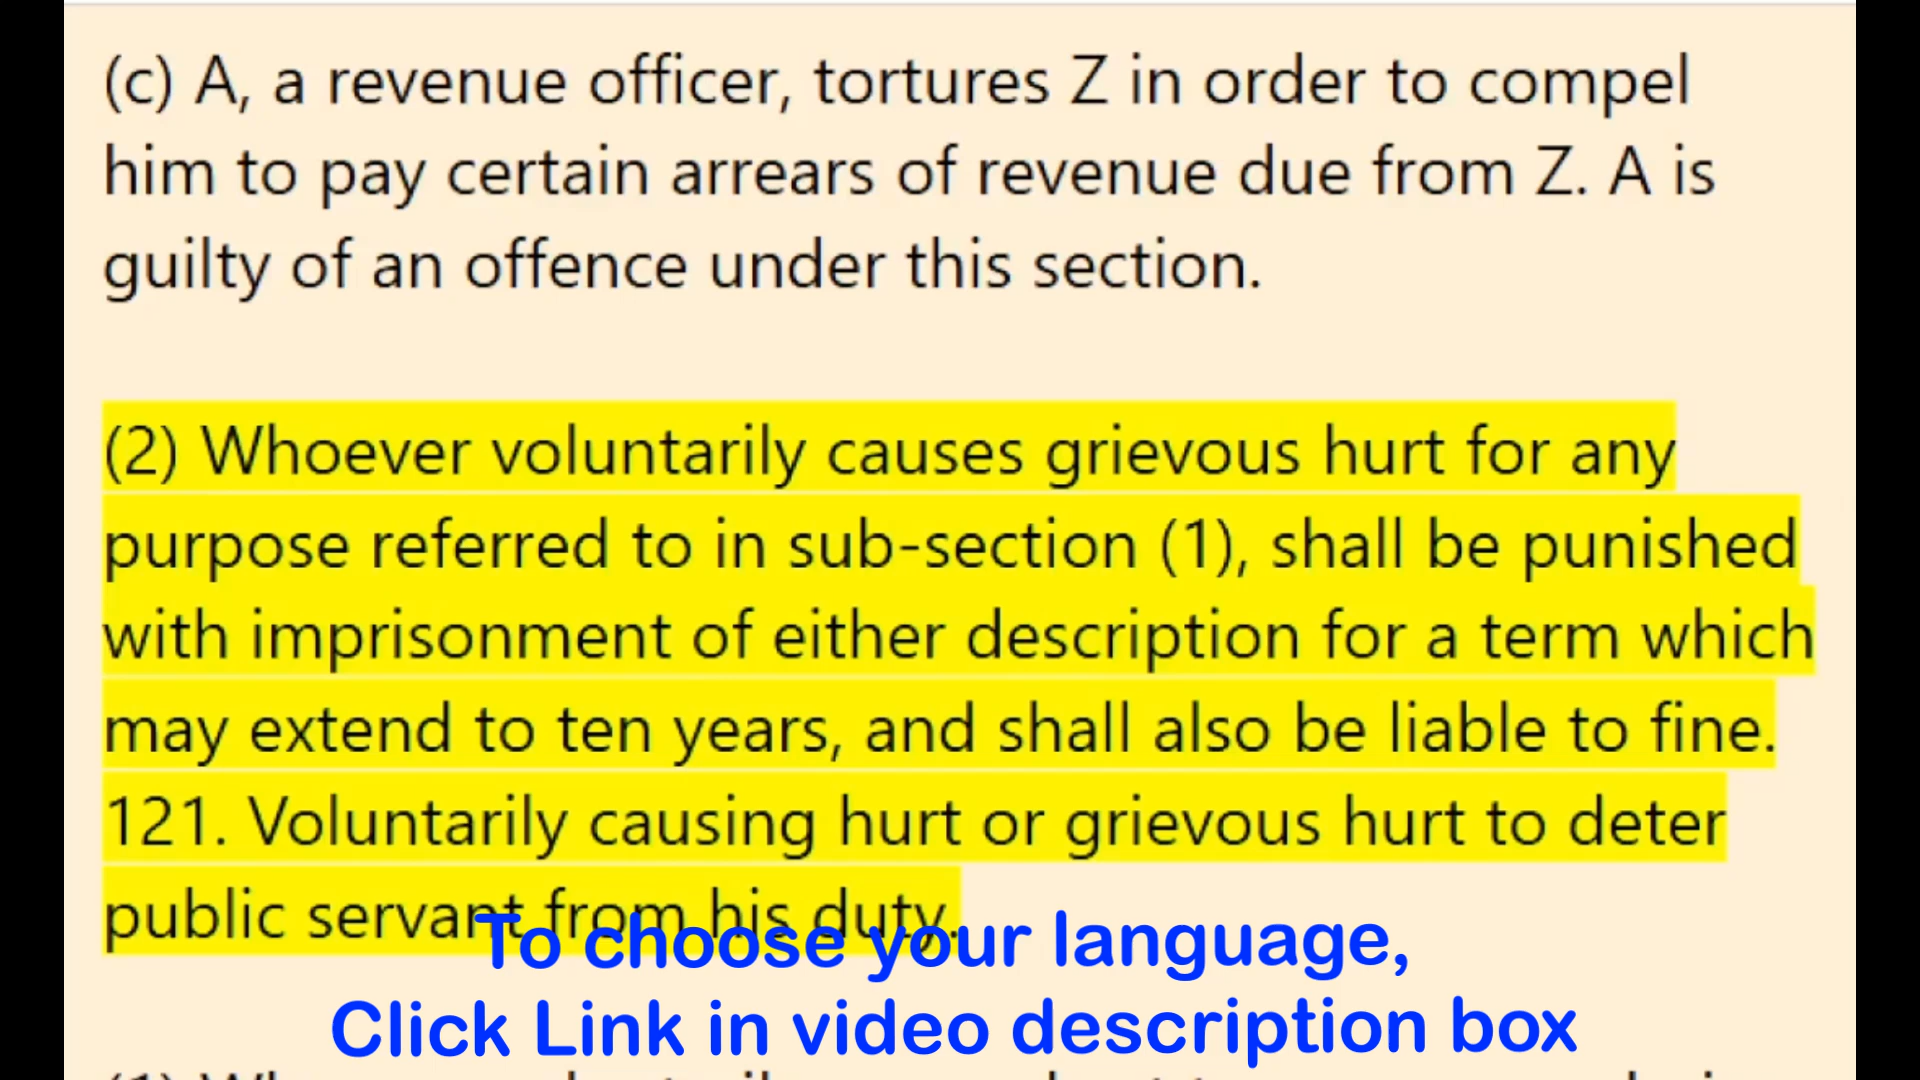 (c) A, a revenue officer, tortures Z in order to compel
him to pay certain arrears of revenue due from Z. A is
guilty of an offence under this section.
(2) Whoever voluntarily causes grievous hurt for any
purpose referred to in sub-section (1), shall be punished
with imprisonment of either description for a term which
may extend to ten years, and shall also be liable to fine.
121. Voluntarily causing hurt or grievous hurt to deter
public servant from his duty.
To choose your language,
Click Link in video description box